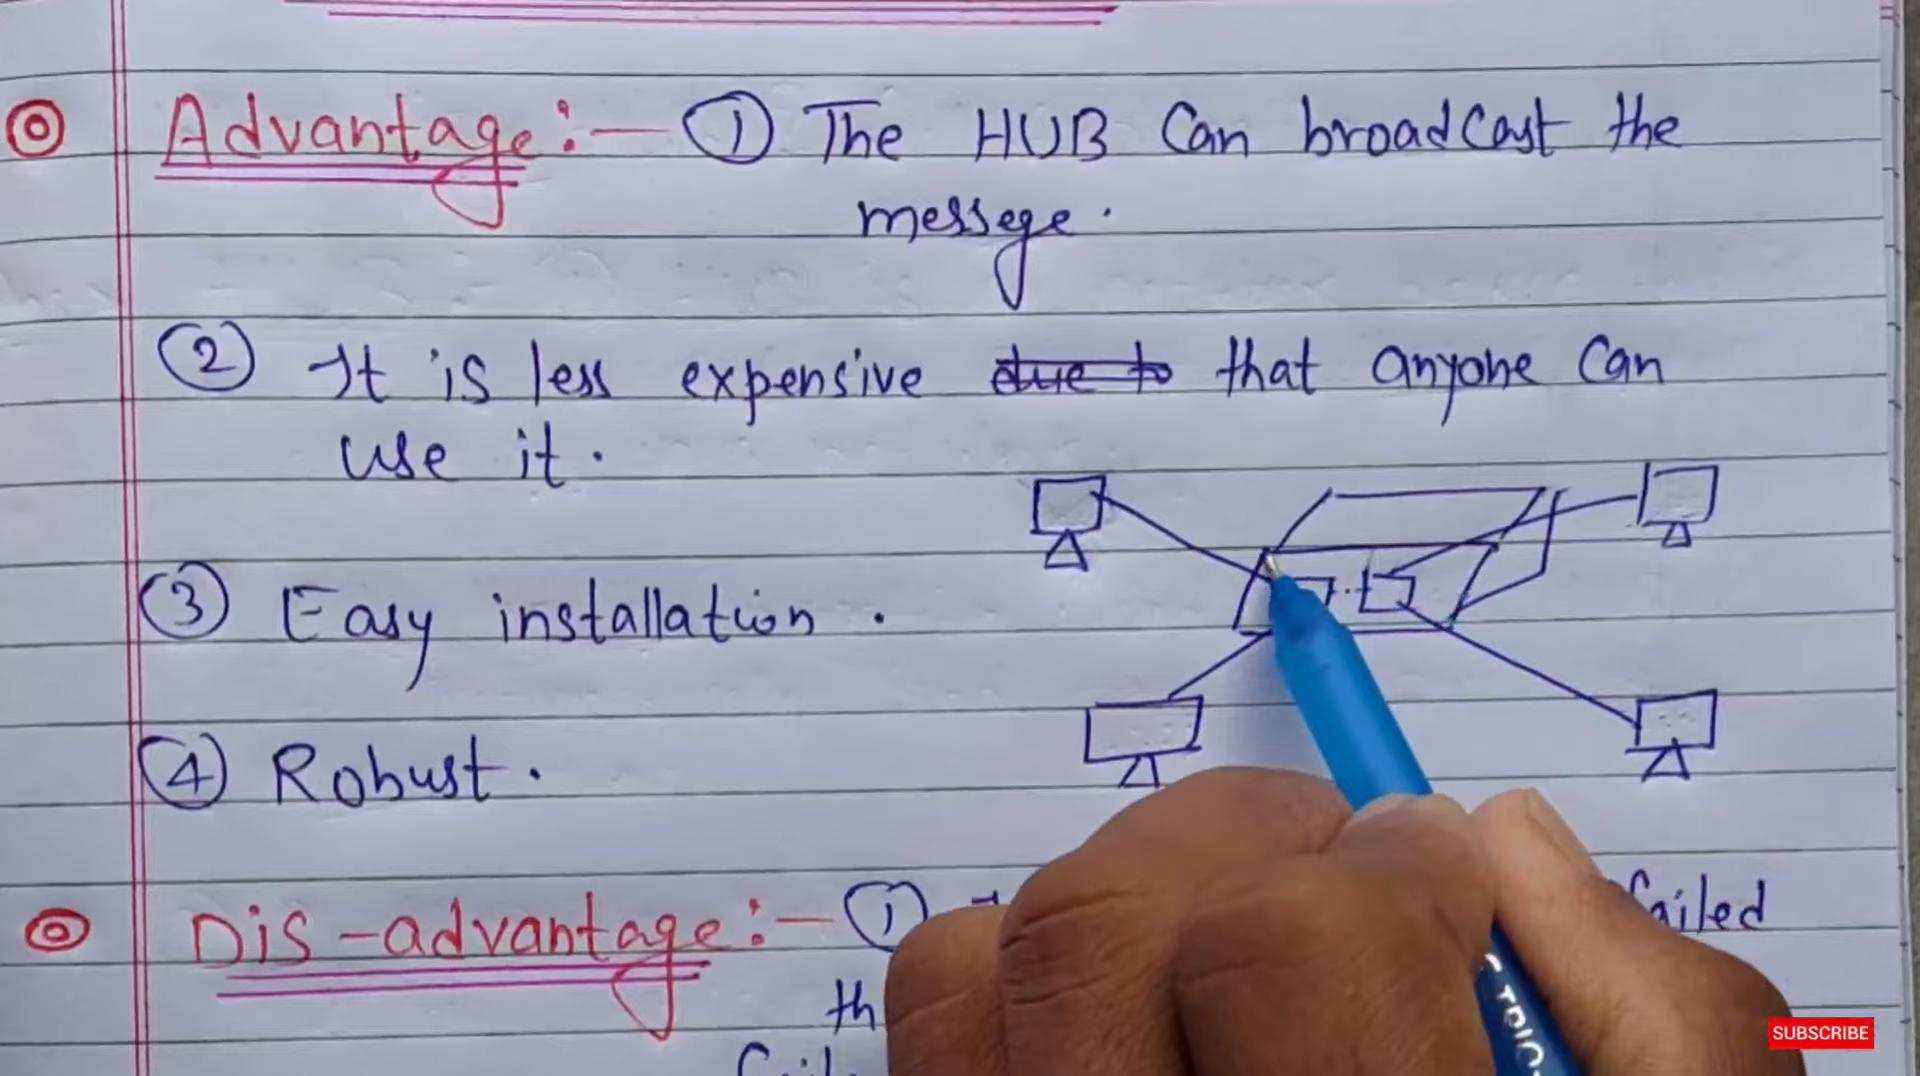 Advantage:- ① The HUB Can broadcast the
messege.
② It is less expensive due to that anyone can
use it.
③ Easy installation.
④ Robust.
Dis-advantage:- ① failed
th
SUBSCRIBE